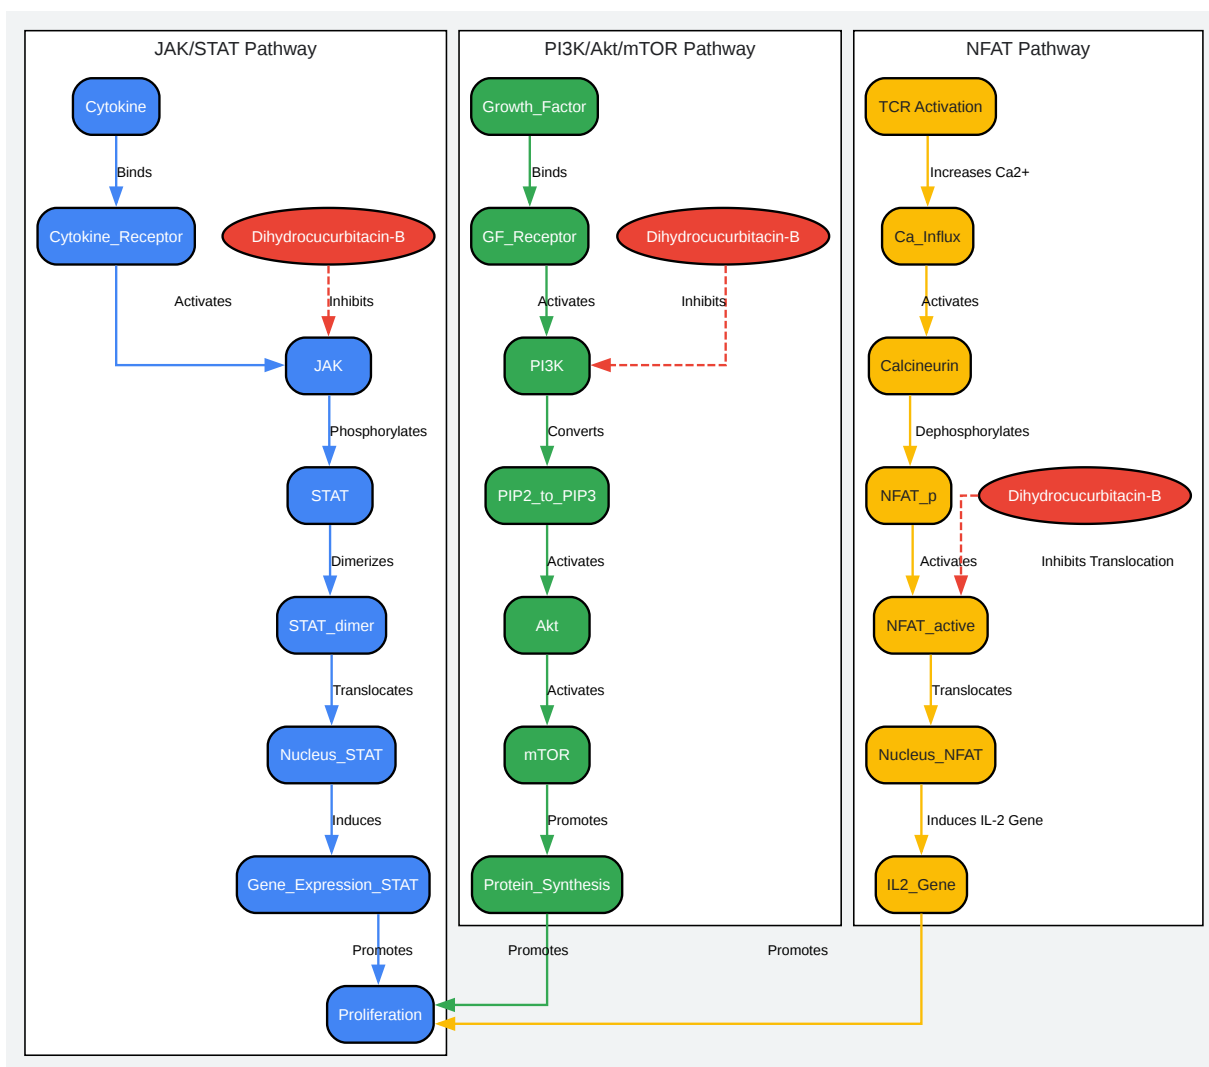 JAK/STAT Pathway
Cytokine
Binds
Cytokine_Receptor
Dihydrocucurbitacin-B
Activates
Inhibits
JAK
Phosphorylates
STAT
Dimerizes
STAT_dimer
Translocates
Nucleus_STAT
Induces
Gene_Expression_STAT
Promotes
Proliferation
PI3K/Akt/mTOR Pathway
Growth_Factor
Binds
GF_Receptor
Dihydrocucurbitacin-B
Activates
Inhibits
PI3K
Converts
PIP2_to_PIP3
Activates
Akt
Activates
mTOR
Promotes
Protein_Synthesis
Promotes
NFAT Pathway
TCR Activation
Increases Ca2+
Ca_Influx
Activates
Calcineurin
Dephosphorylates
NFAT_p
Dihydrocucurbitacin-B
Activates
Inhibits Translocation
NFAT_active
Translocates
Nucleus_NFAT
Induces IL-2 Gene
IL2_Gene
Promotes